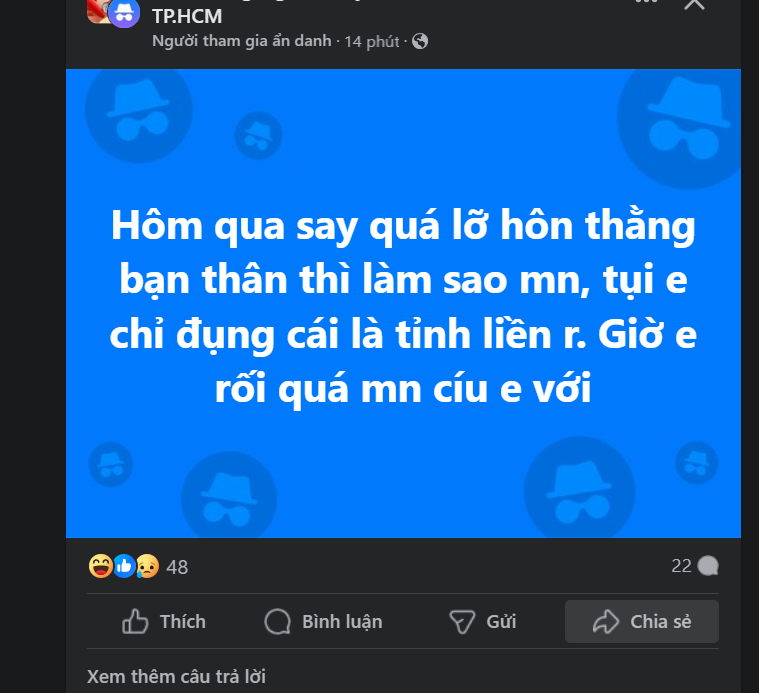 TP.HCM
Người tham gia ẩn danh · 14 phút ·
Hôm qua say quá lỡ hôn thằng
bạn thân thì làm sao mn, tụi e
chỉ đụng cái là tỉnh liền r. Giờ e
rối quá mn cíu e với
48
22
Thích
Bình luận
Gửi
Chia sẻ
Xem thêm câu trả lời